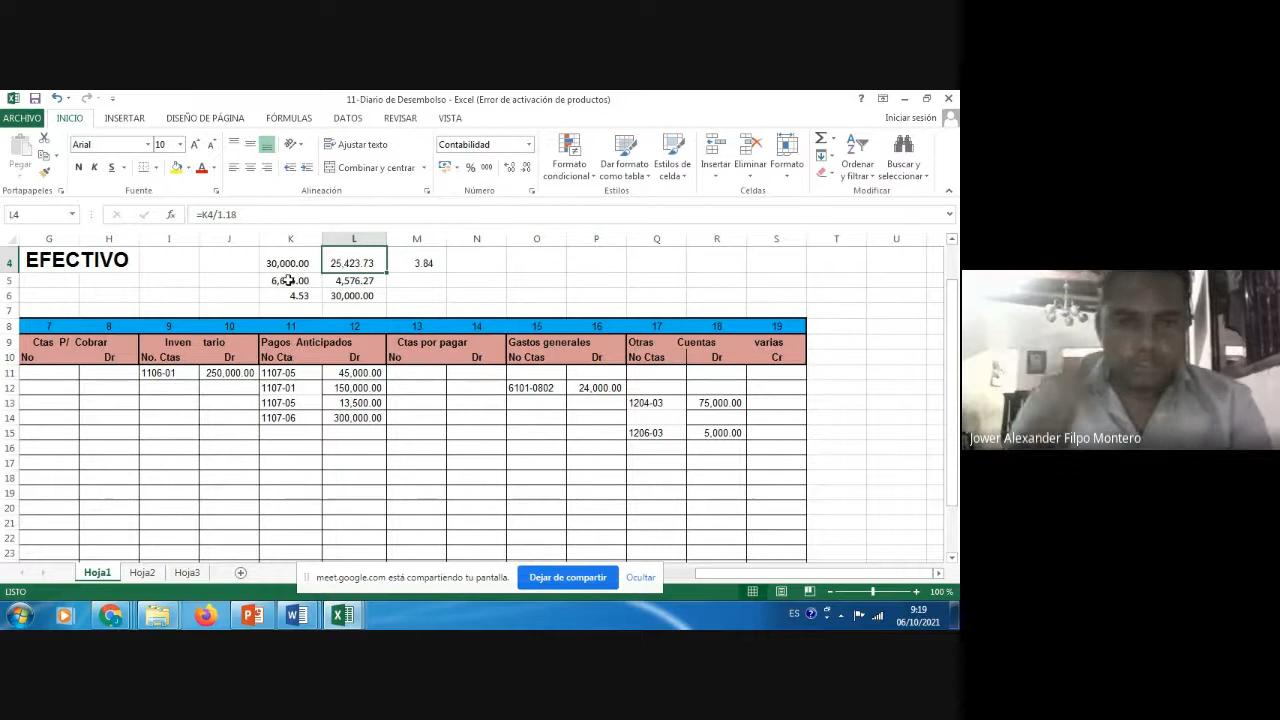 11-Diario de Desembolso - Excel (Error de activación de productos)
ARCHIVO INICIO INSERTAR DISEÑO DE PÁGINA FÓRMULAS DATOS REVISAR VISTA Iniciar sesión
Pegar
Arial 10
N K S
Ajustar texto
Combinar y centrar
Contabilidad
% 000
Formato condicional
Dar formato como tabla
Estilos de celda
Insertar Eliminar Formato
Ordenar y filtrar
Buscar y seleccionar
Portapapeles Fuente Alineación Número Estilos Celdas Modificar
L4 fx =K4/1.18
G H I J K L M N O P Q R S T U
4 EFECTIVO 30,000.00 25,423.73 3.84
5 4,576.27
6 4.53 30,000.00
7
8 7 8 9 10 11 12 13 14 15 16 17 18 19
9 Ctas P/ Cobrar Inven tario Pagos Anticipados Ctas por pagar Gastos generales Otras Cuentas varias
10 No Dr No. Ctas Dr No Cta Dr No Dr No Ctas Dr No Ctas Dr Cr
11 1106-01 250,000.00 1107-05 45,000.00
12 1107-01 150,000.00 6101-0802 24,000.00
13 1107-05 13,500.00 1204-03 75,000.00
14 1107-06 300,000.00
15 1206-03 5,000.00
16
17
18
19
20
21
22
23
Hoja1 Hoja2 Hoja3
meet.google.com está compartiendo tu pantalla. Dejar de compartir Ocultar
LISTO 100 %
ES 9:19
06/10/2021
Jower Alexander Filpo Montero